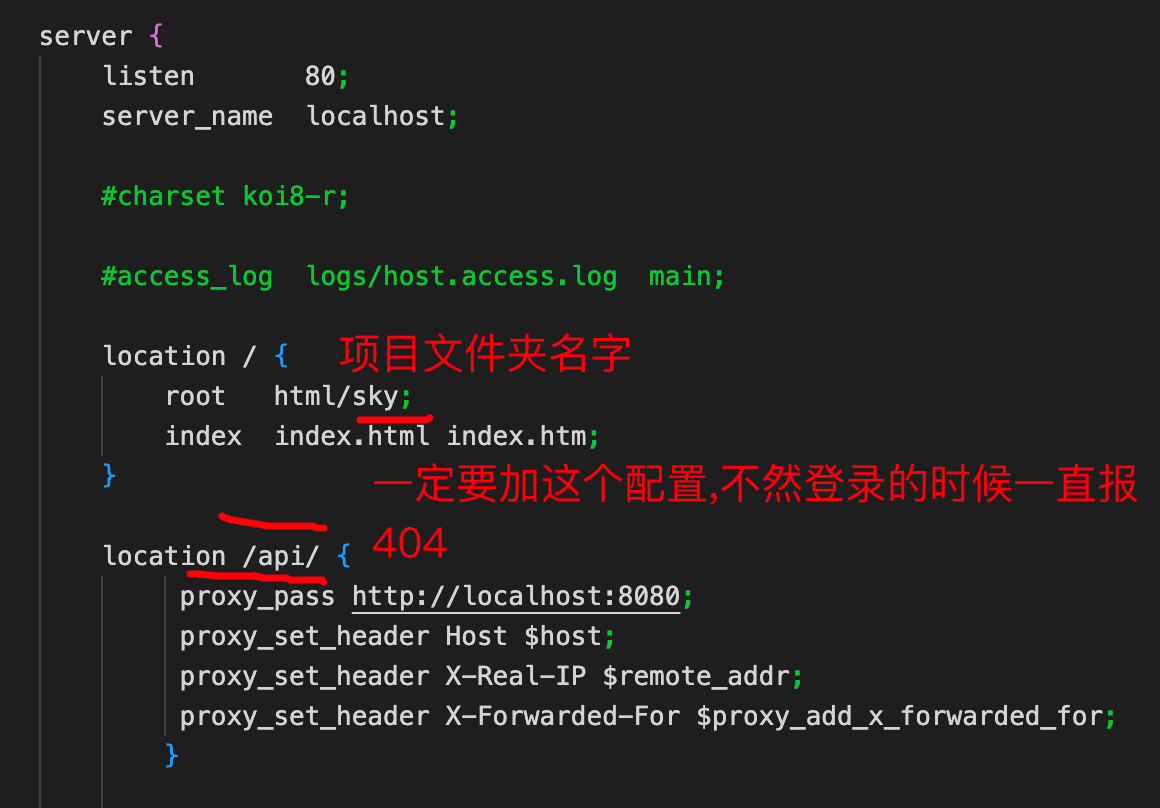 server {
listen       80;
server_name  localhost;
#charset koi8-r;
#access_log  logs/host.access.log  main;
location / {
项目文件夹名字
root   html/sky;
index  index.html index.htm;
}
一定要加这个配置,不然登录的时候一直报
404
location /api/ {
proxy_pass http://localhost:8080;
proxy_set_header Host $host;
proxy_set_header X-Real-IP $remote_addr;
proxy_set_header X-Forwarded-For $proxy_add_x_forwarded_for;
}